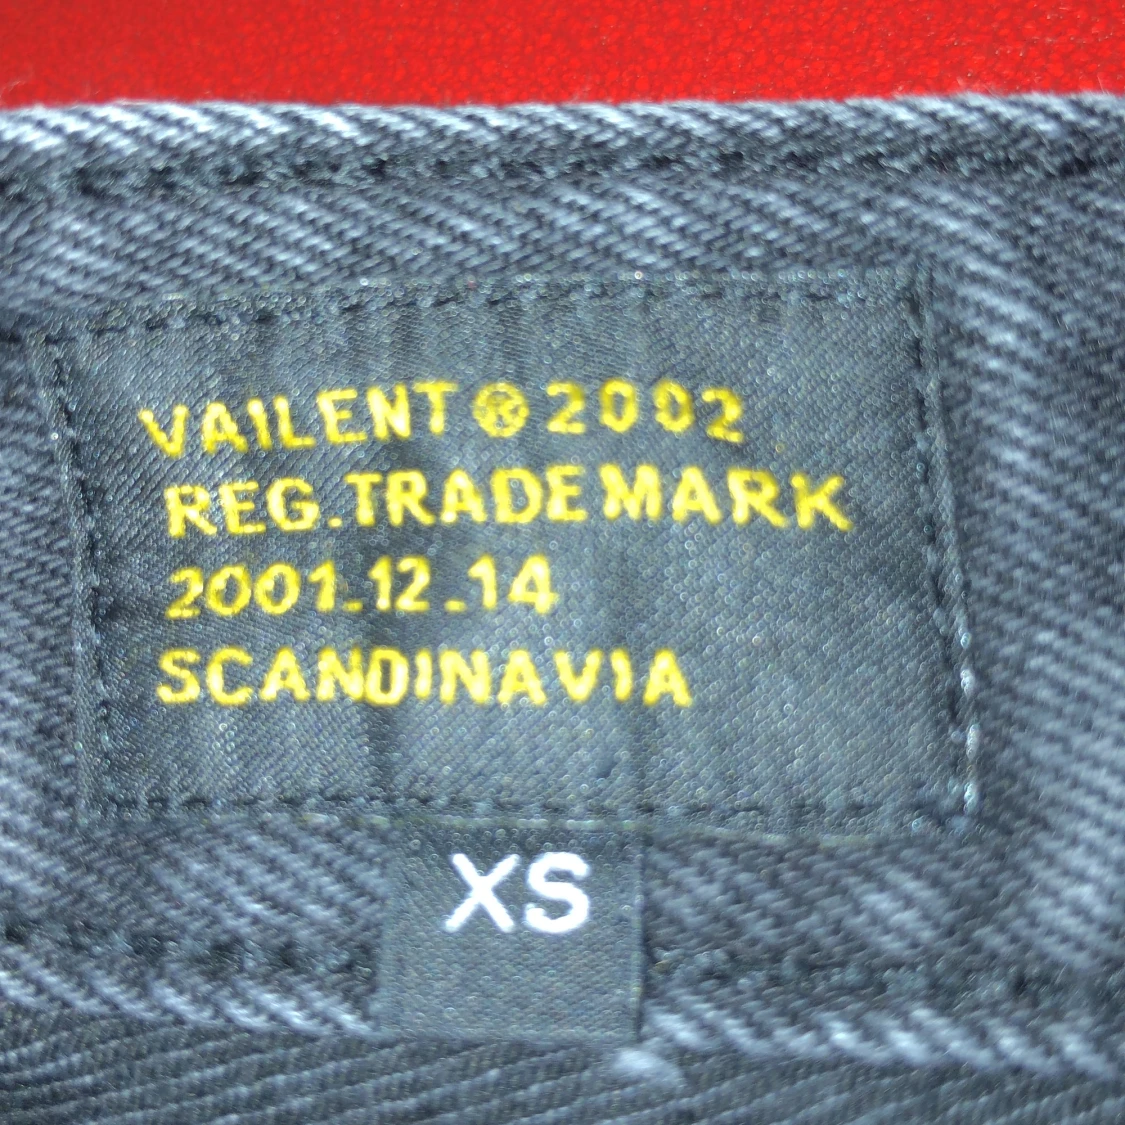 VAILENT ® 2002
REG. TRADEMARK
2001.12.14
SCANDINAVIA
XS